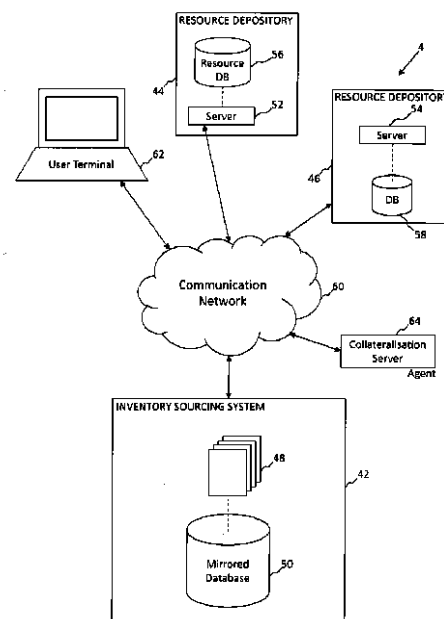 RESOURCE DEPOSITORY
Resource
DB
56
44
Server
52
4
RESOURCE DEPOSITORY
54
Server
46
DB
58
User Terminal
62
Communication
Network
60
64
Collateralisation
Server
Agent
INVENTORY SOURCING SYSTEM
48
42
Mirrored
Database
50